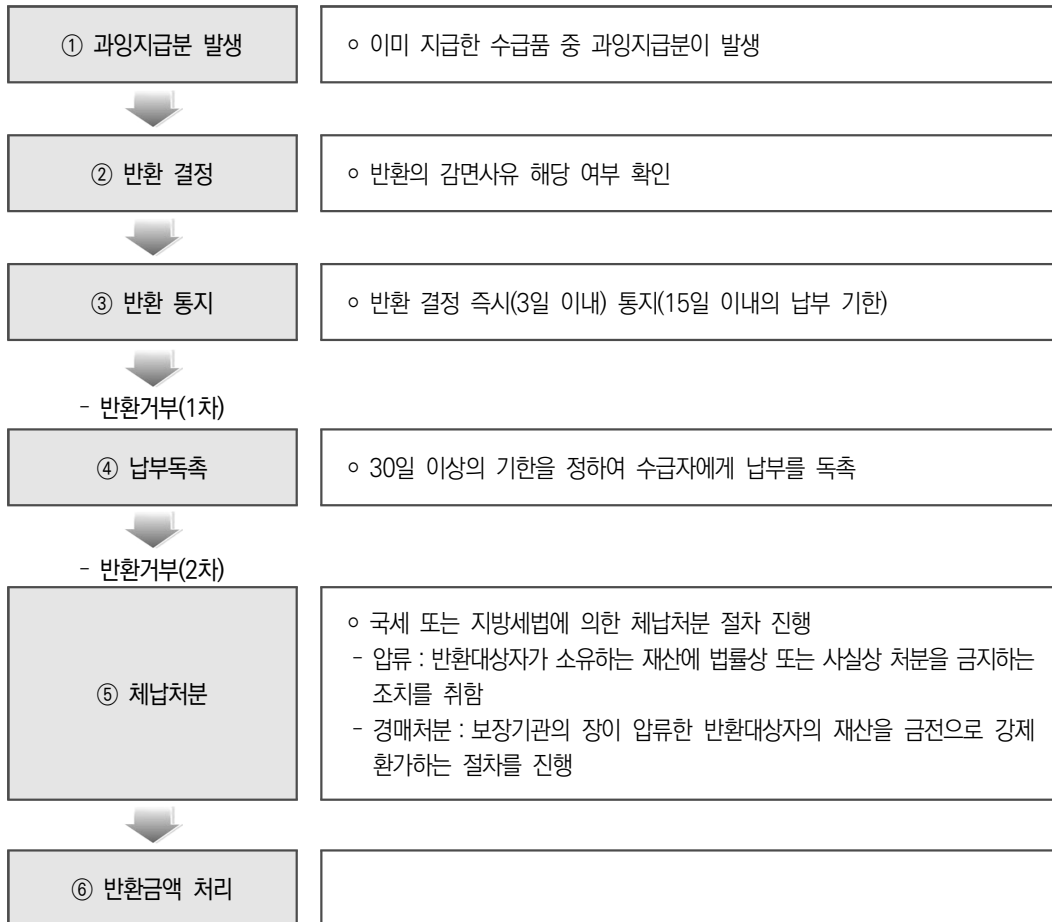 ① 과잉지급분 발생
○ 이미 지급한 수급품 중 과잉지급분이 발생
② 반환 결정
○ 반환의 감면사유 해당 여부 확인
③ 반환 통지
○ 반환 결정 즉시(3일 이내) 통지(15일 이내의 납부 기한)
- 반환거부(1차)
④ 납부독촉
○ 30일 이상의 기한을 정하여 수급자에게 납부를 독촉
- 반환거부(2차)
⑤ 체납처분
○ 국세 또는 지방세법에 의한 체납처분 절차 진행
- 압류 : 반환대상자가 소유하는 재산에 법률상 또는 사실상 처분을 금지하는
조치를 취함
- 경매처분 : 보장기관의 장이 압류한 반환대상자의 재산을 금전으로 강제
환가하는 절차를 진행
⑥ 반환금액 처리